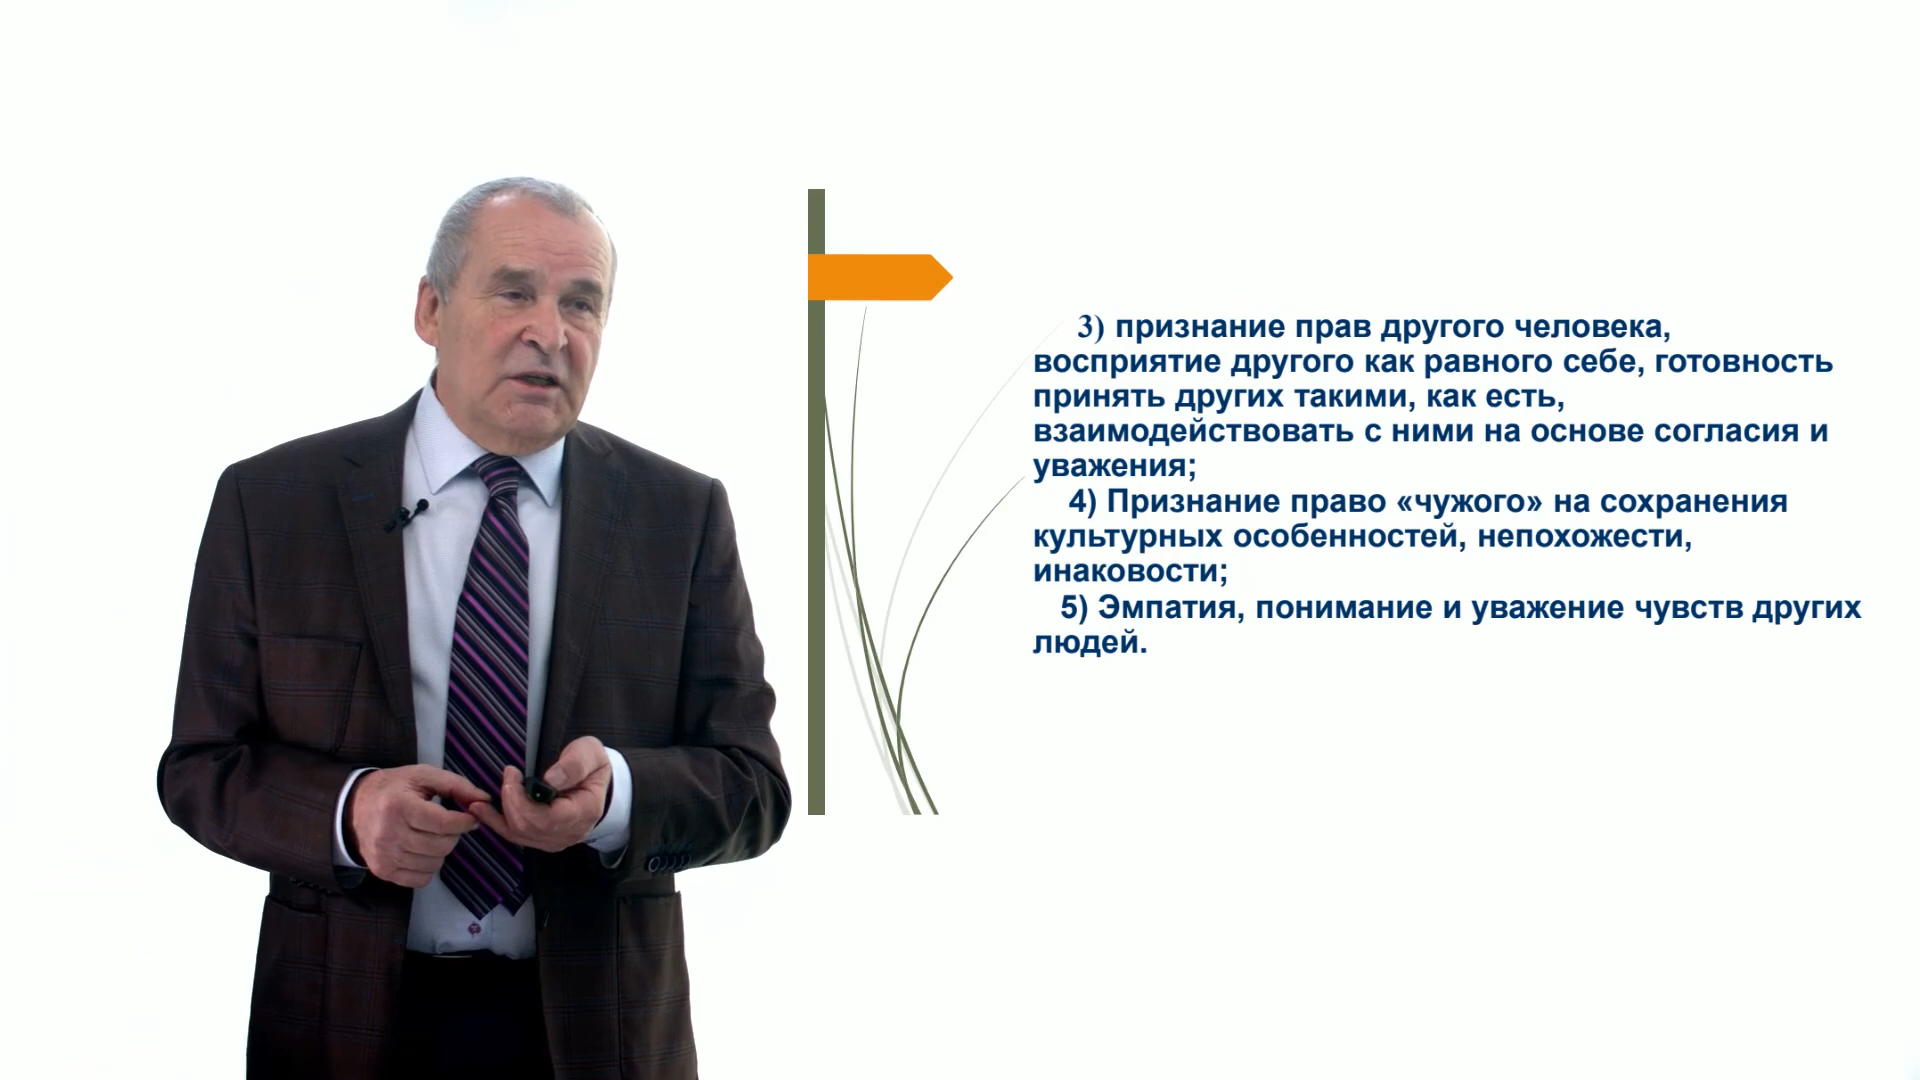 3) признание прав другого человека,
восприятие другого как равного себе, готовность
принять других такими, как есть,
взаимодействовать с ними на основе согласия и
уважения;
4) Признание право «чужого» на сохранения
культурных особенностей, непохожести,
инаковости;
5) Эмпатия, понимание и уважение чувств других
людей.